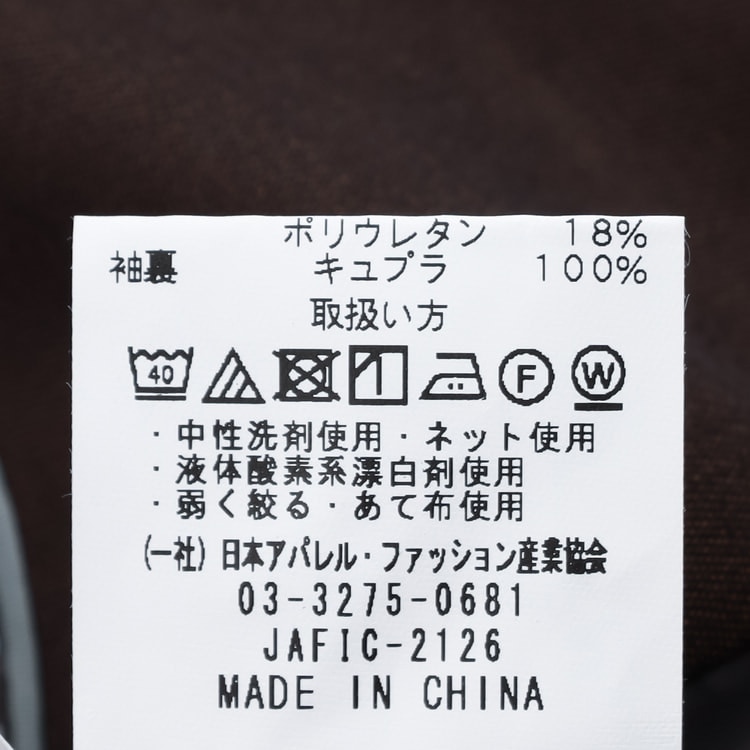 ポリウレタン 18%
袖裏 キュプラ 100%
取扱い方
40 F W
・中性洗剤使用・ネット使用
・液体酸素系漂白剤使用
・弱く絞る・あて布使用
(一社)日本アパレル・ファッション産業協会
03-3275-0681
JAFIC-2126
MADE IN CHINA